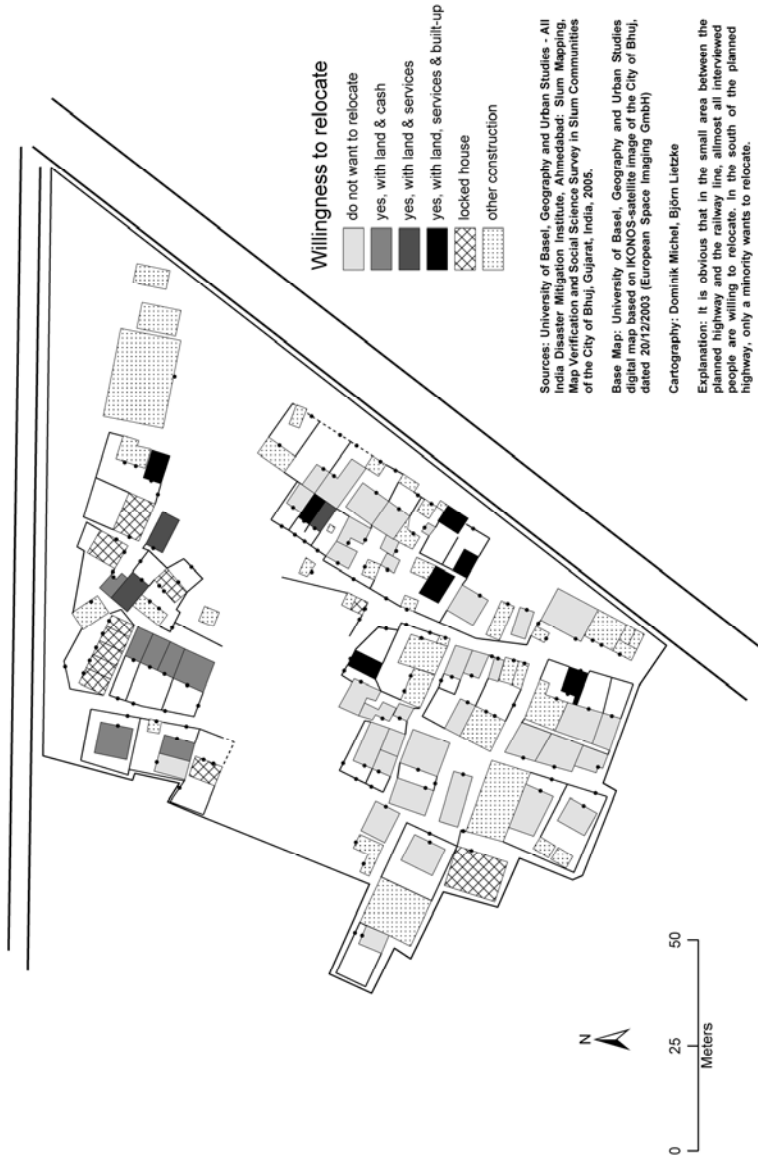 Willingness to relocate
do not want to relocate
yes, with land & cash
yes, with land & services
yes, with land, services & built-up
locked house
other construction
Sources: University of Basel, Geography and Urban Studies - All
India Disaster Mitigation Institute, Ahmedabad: Slum Mapping,
Map Verification and Social Science Survey in Slum Communities
of the City of Bhuj, Gujarat, India, 2005.
Base Map: University of Basel, Geography and Urban Studies
digital map based on IKONOS-satellite image of the City of Bhuj,
dated 20/12/2003 (European Space Imaging GmbH)
Cartography: Dominik Michel, Björn Lietzke
Explanation: It is obvious that in the small area between the
planned highway and the railway line, allmost all interviewed
people are willing to relocate. In the south of the planned
highway, only a minority wants to relocate.
N
0 25 50
Meters